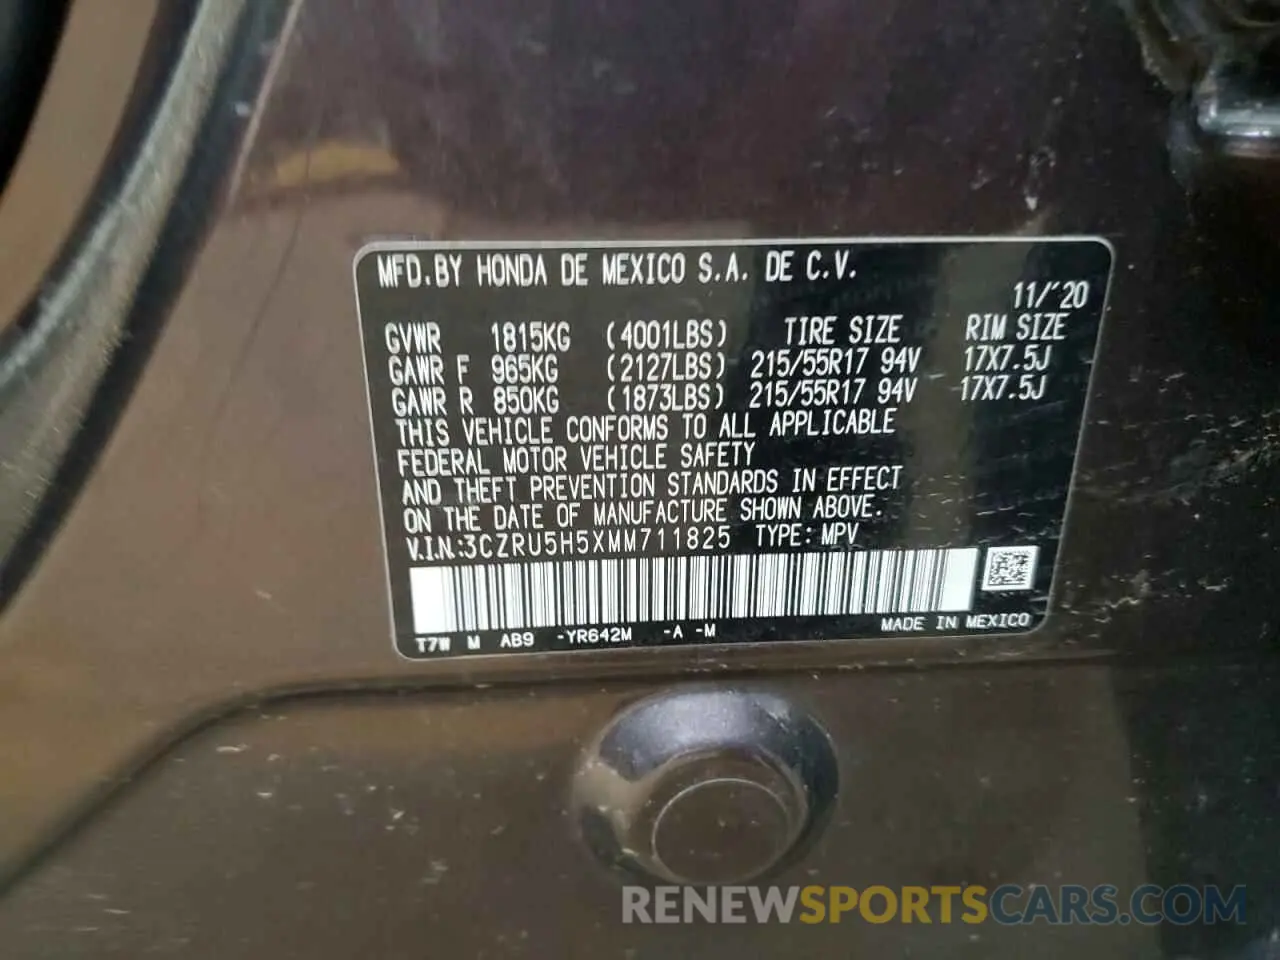 MFD.BY HONDA DE MEXICO S.A. DE C.V.
11/'20
GVWR 1815KG (4001LBS) TIRE SIZE RIM SIZE
GAWR F 965KG (2127LBS) 215/55R17 94V 17X7.5J
GAWR R 850KG (1873LBS) 215/55R17 94V 17X7.5J
THIS VEHICLE CONFORMS TO ALL APPLICABLE
FEDERAL MOTOR VEHICLE SAFETY
AND THEFT PREVENTION STANDARDS IN EFFECT
ON THE DATE OF MANUFACTURE SHOWN ABOVE.
V.I.N:3CZRU5H5XMM711825 TYPE: MPV
T7W M AB9 -YR642M -A -M MADE IN MEXICO
RENEWSPORTSCARS.COM